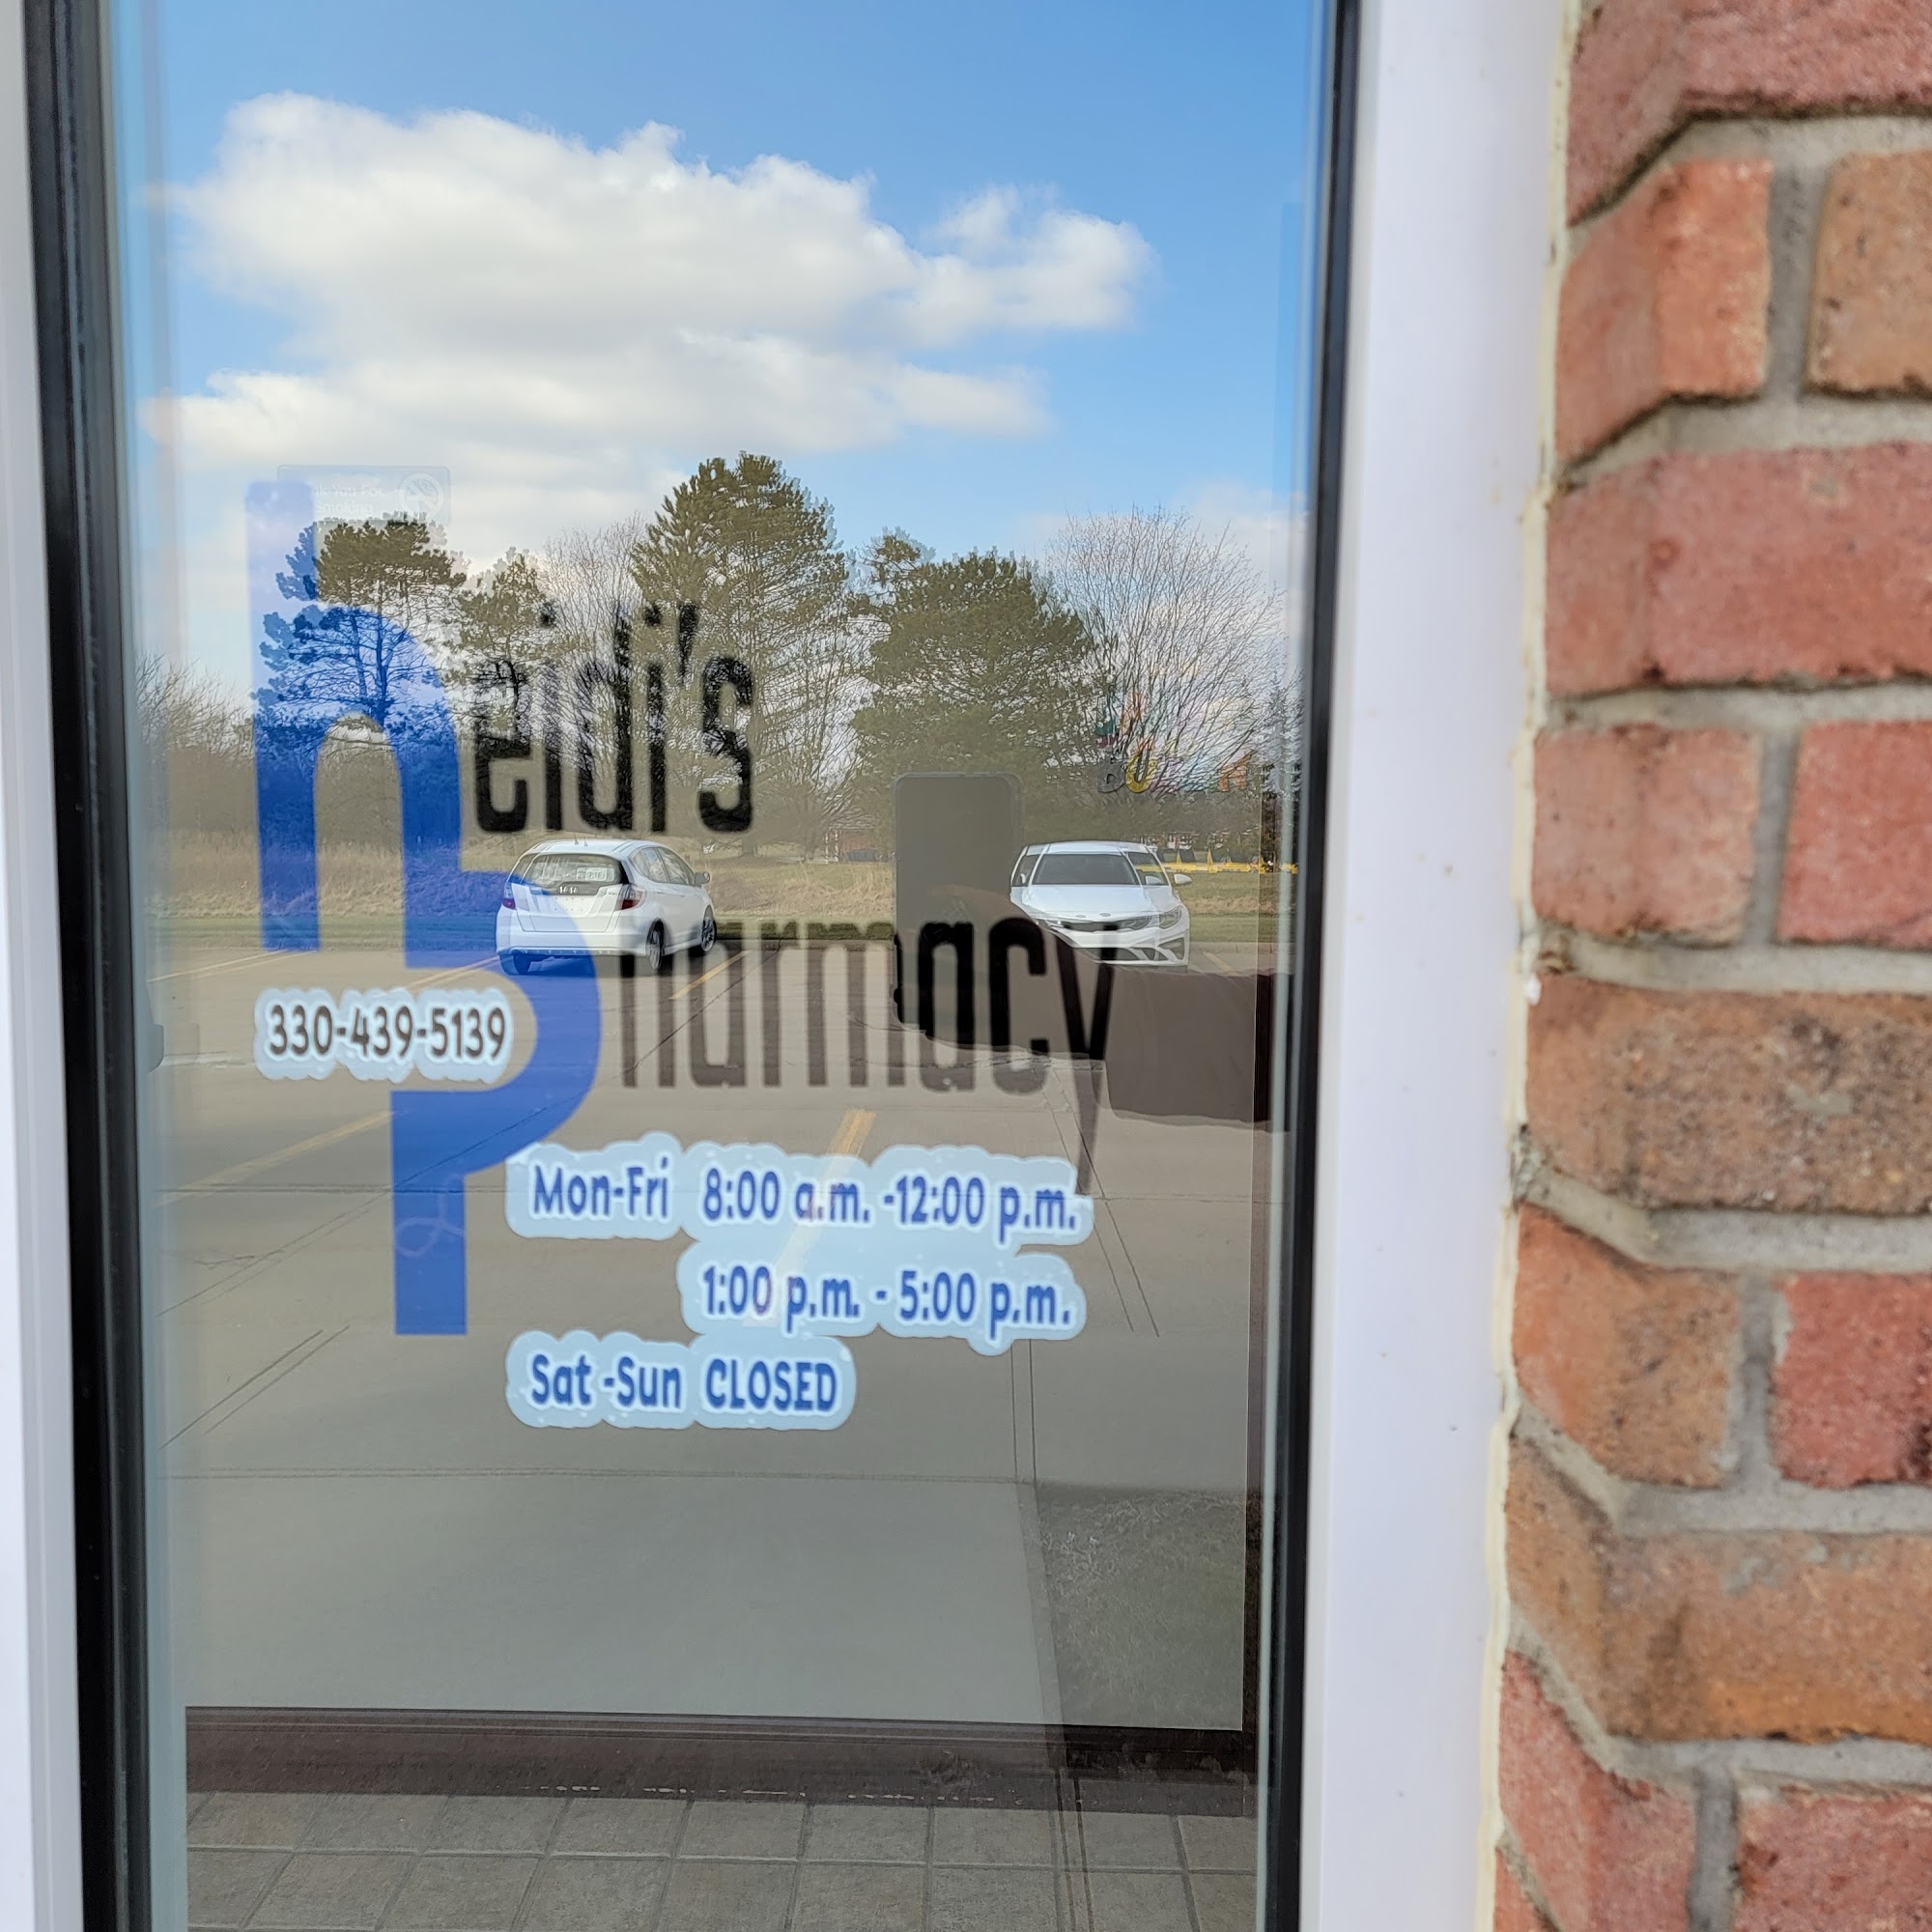 heidi's
Pharmacy
330-439-5139
Mon-Fri 8:00 a.m. -12:00 p.m.
1:00 p.m. - 5:00 p.m.
Sat -Sun CLOSED